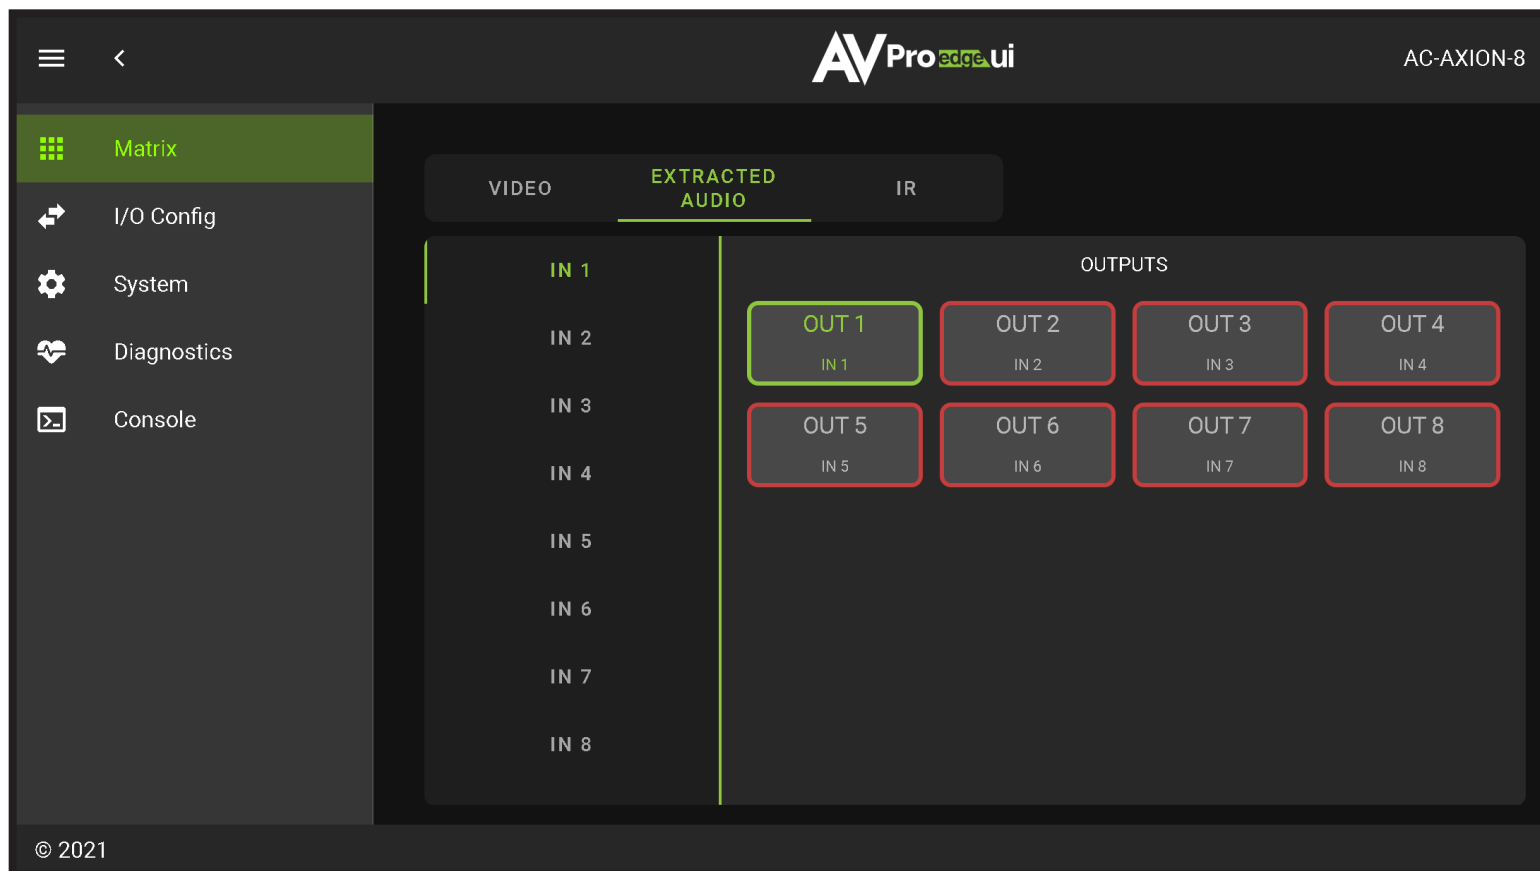 AVPro edge.ui
AC-AXION-8
Matrix
I/O Config
System
Diagnostics
Console
VIDEO
EXTRACTED
AUDIO
IR
IN 1
IN 2
IN 3
IN 4
IN 5
IN 6
IN 7
IN 8
OUTPUTS
OUT 1
IN 1
OUT 2
IN 2
OUT 3
IN 3
OUT 4
IN 4
OUT 5
IN 5
OUT 6
IN 6
OUT 7
IN 7
OUT 8
IN 8
© 2021